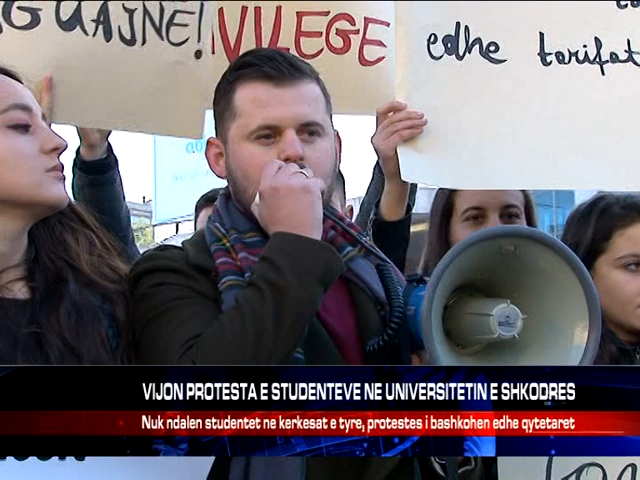 GUAJNE!
VILEGE
edhe tarifat
VIJON PROTESTA E STUDENTEVE NE UNIVERSITETIN E SHKODRES
Nuk ndalen studentet ne kerkesat e tyre, protestes i bashkohen edhe qytetaret